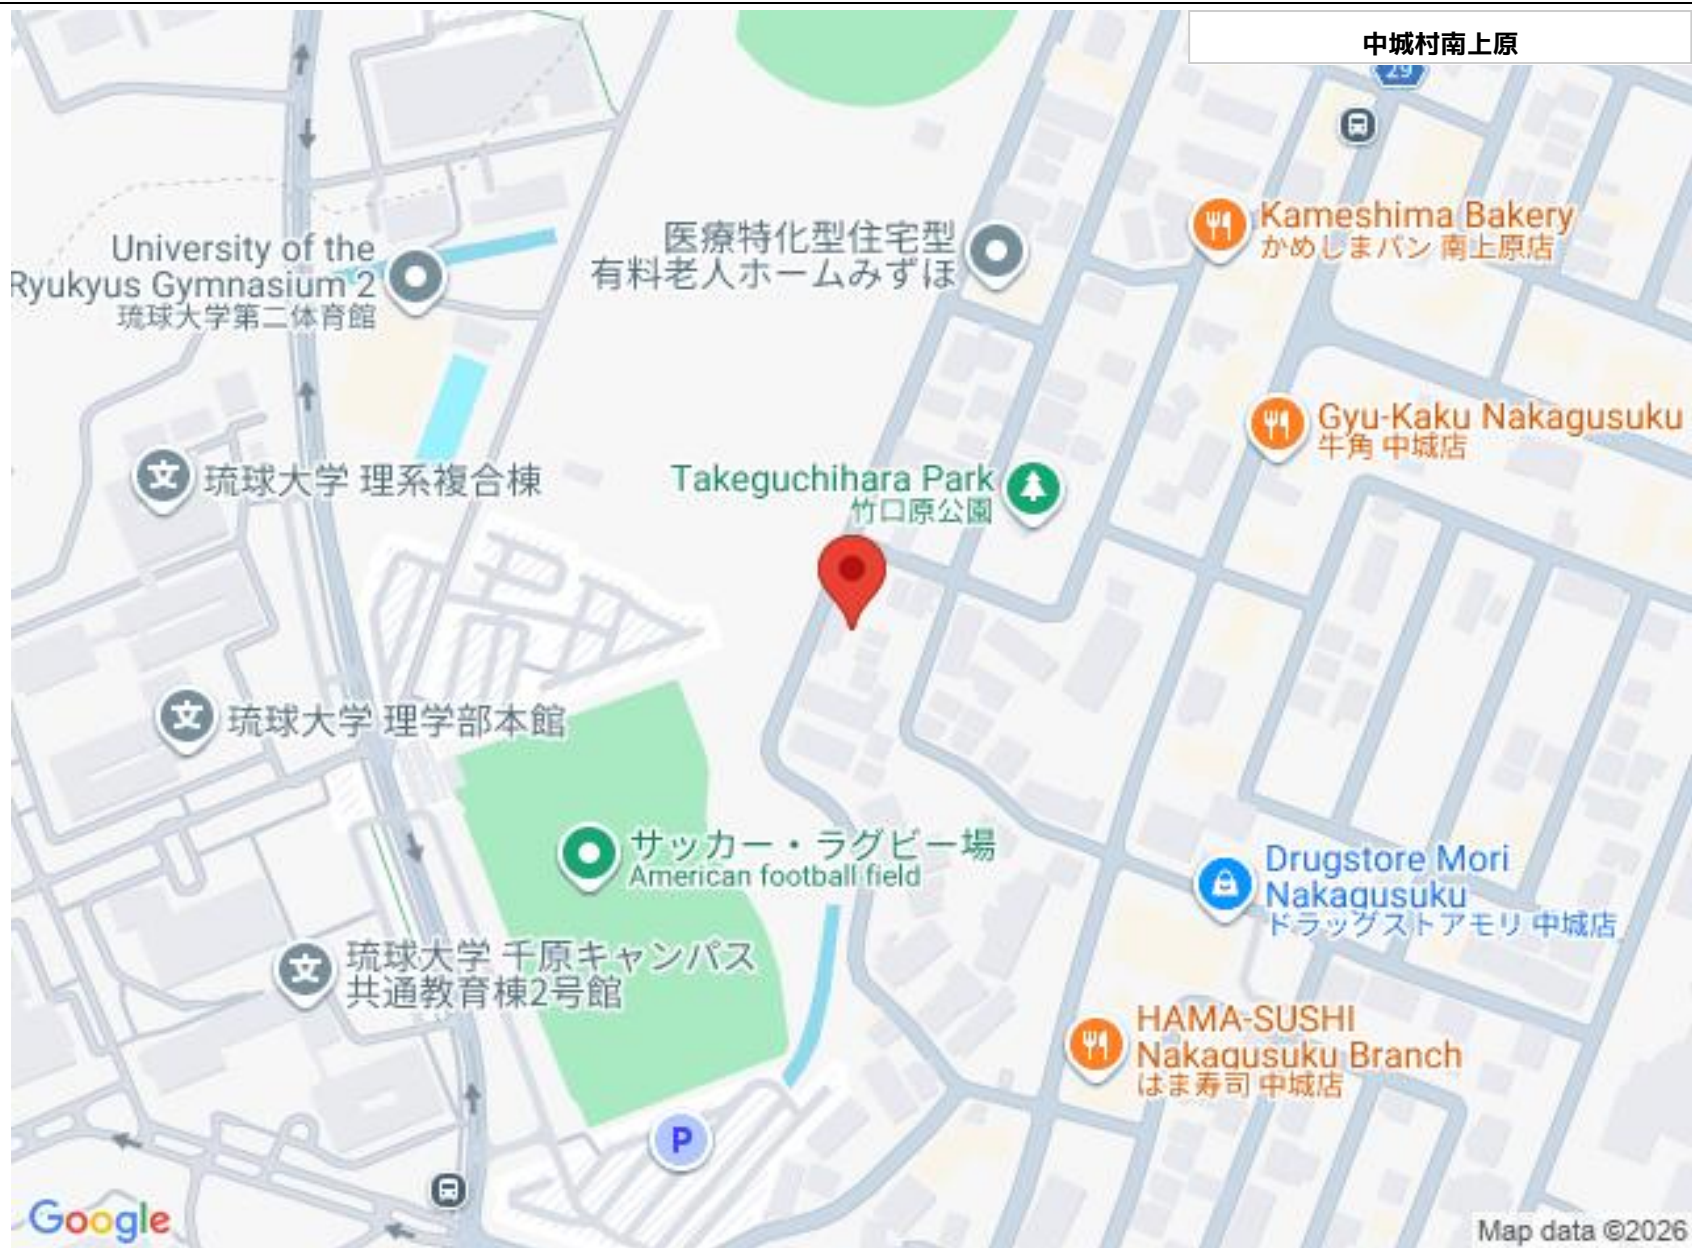 中城村南上原
29
Kameshima Bakery
かめしまパン 南上原店
University of the
Ryukyus Gymnasium 2
琉球大学第二体育館
医療特化型住宅型
有料老人ホームみずほ
Gyu-Kaku Nakagusuku
牛角 中城店
琉球大学 理系複合棟
Takeguchihara Park
竹口原公園
琉球大学 理学部本館
サッカー・ラグビー場
American football field
Drugstore Mori
Nakagusuku
ドラッグストアモリ 中城店
琉球大学 千原キャンパス
共通教育棟2号館
HAMA-SUSHI
Nakagusuku Branch
はま寿司 中城店
P
Google
Map data ©2026